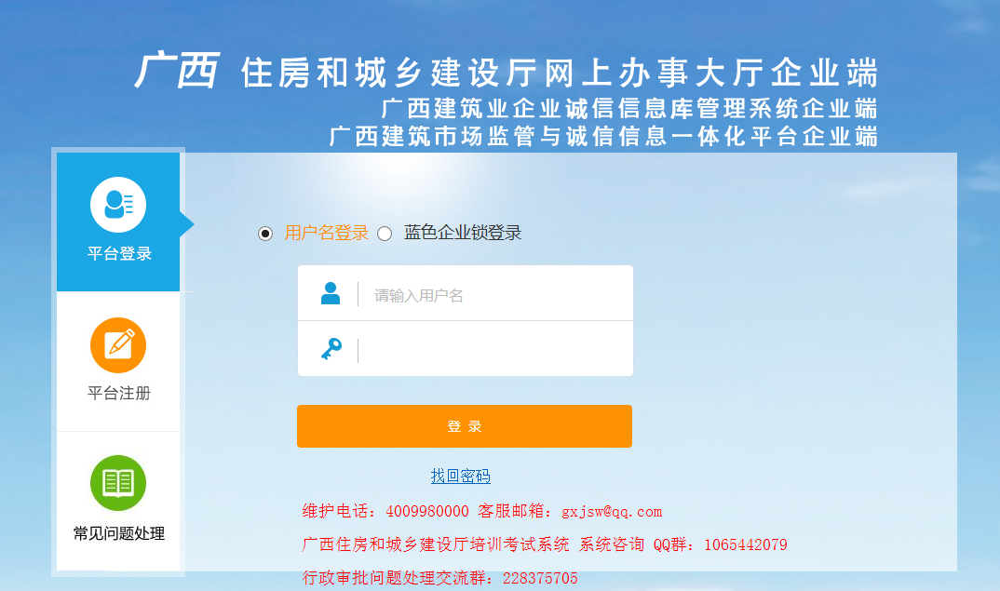 广西 住房和城乡建设厅网上办事大厅企业端
广西建筑业企业诚信信息库管理系统企业端
广西建筑市场监管与诚信信息一体化平台企业端
平台登录
平台注册
常见问题处理
用户名登录 蓝色企业锁登录
请输入用户名
登 录
找回密码
维护电话：4009980000 客服邮箱：gxjsw@qq.com
广西住房和城乡建设厅培训考试系统 系统咨询 QQ群：1065442079
行政审批问题处理交流群：228375705